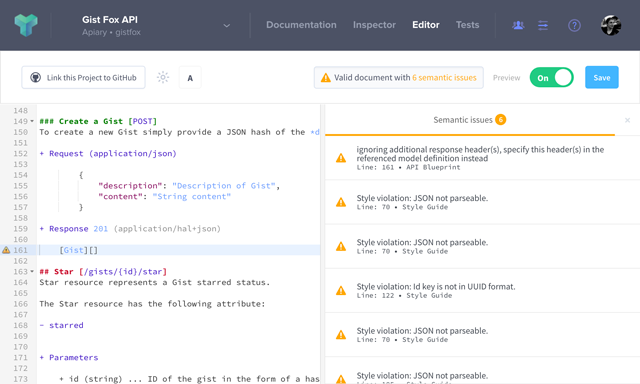 Gist Fox API
Apiary • gistfox
Documentation
Inspector
Editor
Tests
Link this Project to GitHub
A
Valid document with 6 semantic issues
Preview
On
Save
148
149 ### Create a Gist [POST]
150 To create a new Gist simply provide a JSON hash of the *d
151
152 + Request (application/json)
153
154 {
155 "description": "Description of Gist",
156 "content": "String content"
157 }
158
159 + Response 201 (application/hal+json)
160
161 [Gist][]
162
163 ## Star [/gists/{id}/star]
164 Star resource represents a Gist starred status.
165
166 The Star resource has the following attribute:
167
168 - starred
169
170
171 + Parameters
172
173 + id (string) ... ID of the gist in the form of a has
Semantic issues 6
×
ignoring additional response header(s), specify this header(s) in the
referenced model definition instead
Line: 161 • API Blueprint
Style violation: JSON not parseable.
Line: 70 • Style Guide
Style violation: JSON not parseable.
Line: 70 • Style Guide
Style violation: Id key is not in UUID format.
Line: 122 • Style Guide
Style violation: JSON not parseable.
Line: 70 • Style Guide
Style violation: JSON not parseable.